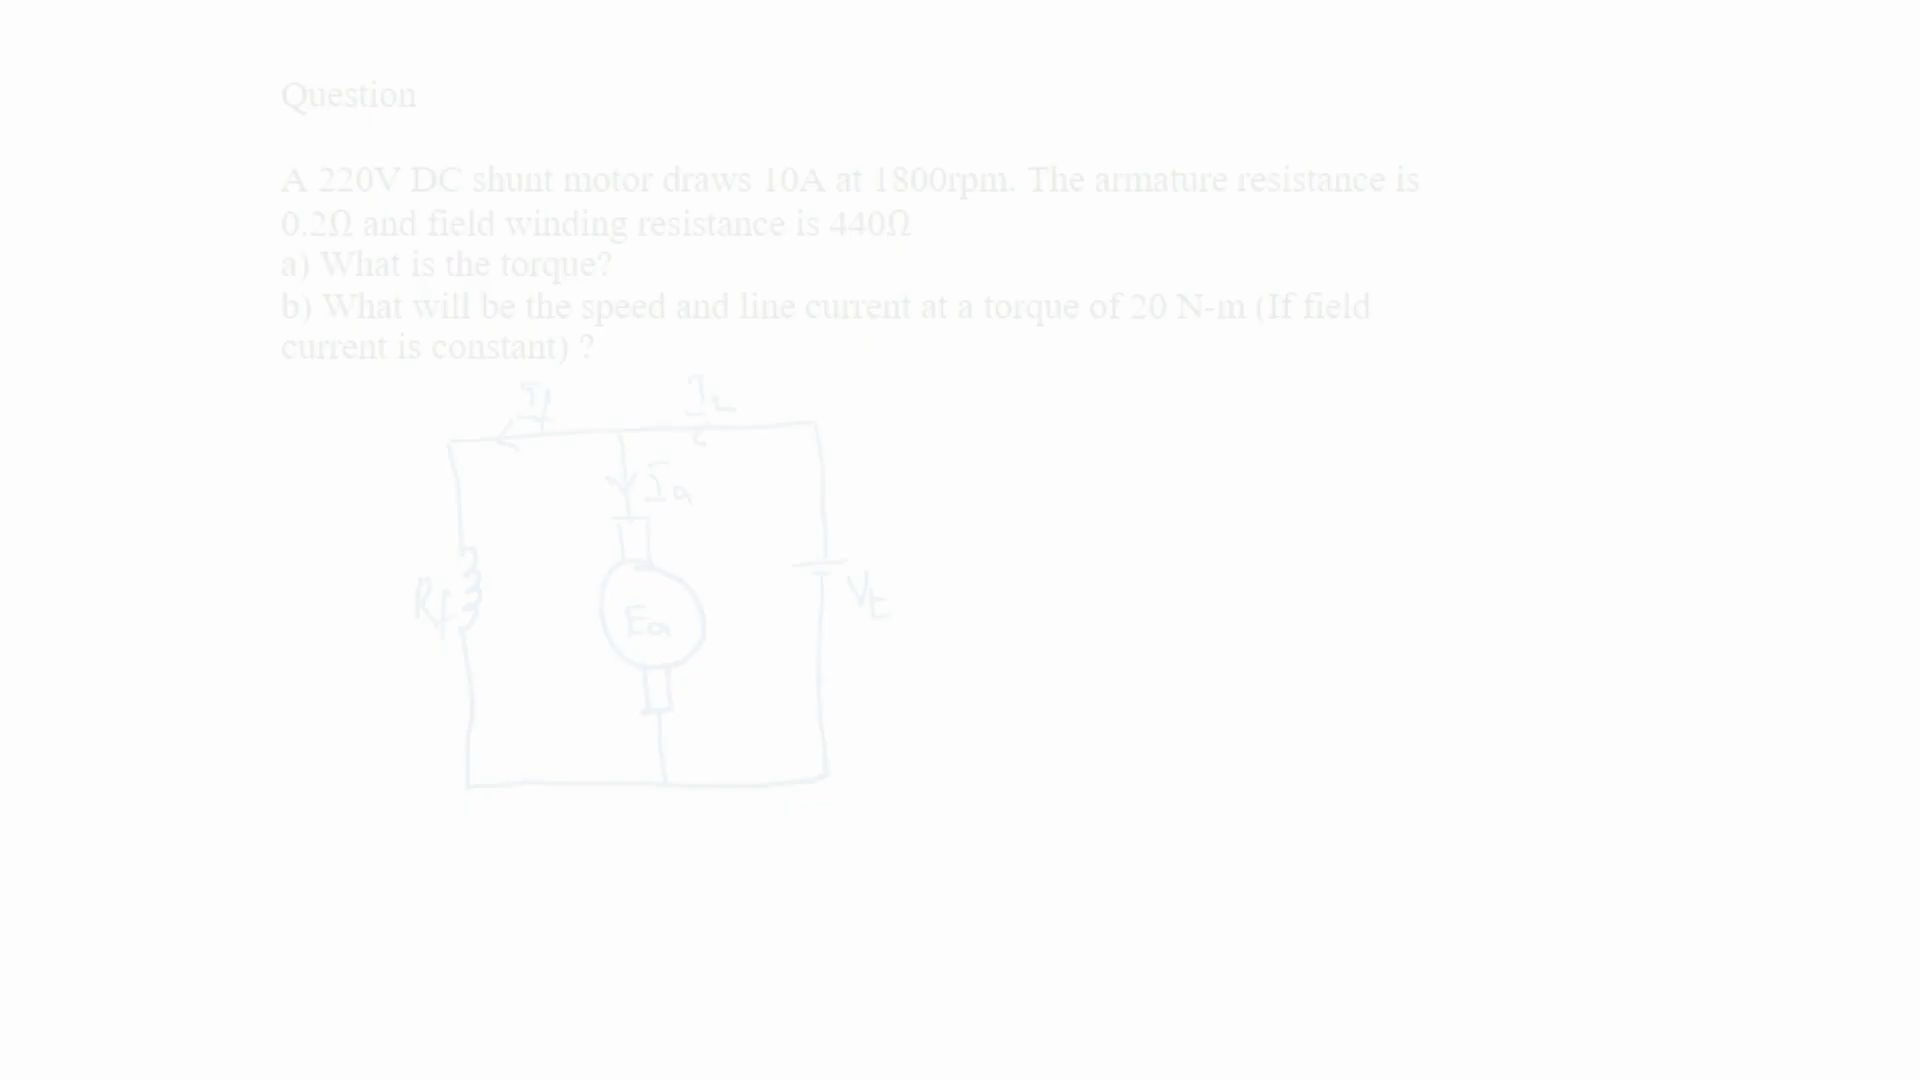 Question
A 220V DC shunt motor draws 10A at 1800rpm. The armature resistance is
0.2Ω and field winding resistance is 440Ω
a) What is the torque?
b) What will be the speed and line current at a torque of 20 N-m (If field
current is constant) ?
If
IL
Ia
Rf
Ea
Vt